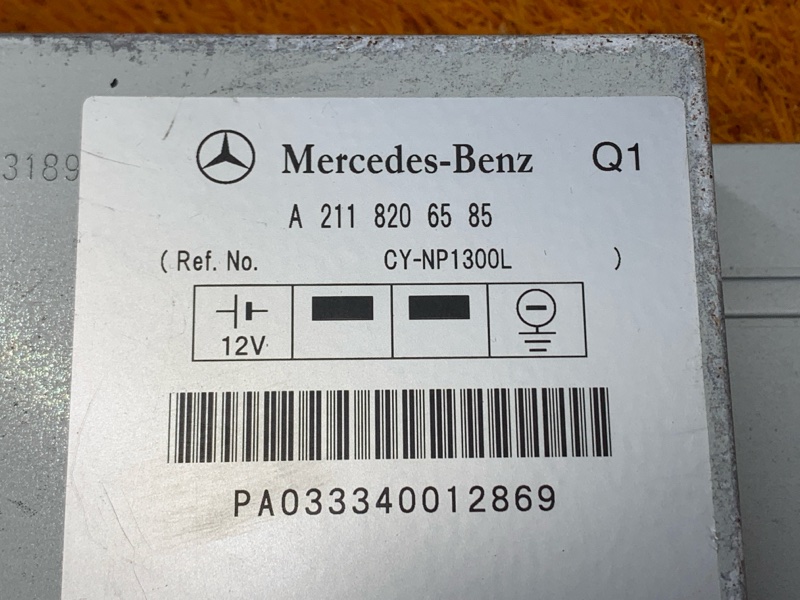 Mercedes-Benz Q1
3189
A 211 820 65 85
(Ref. No. CY-NP1300L )
12V
PA033340012869